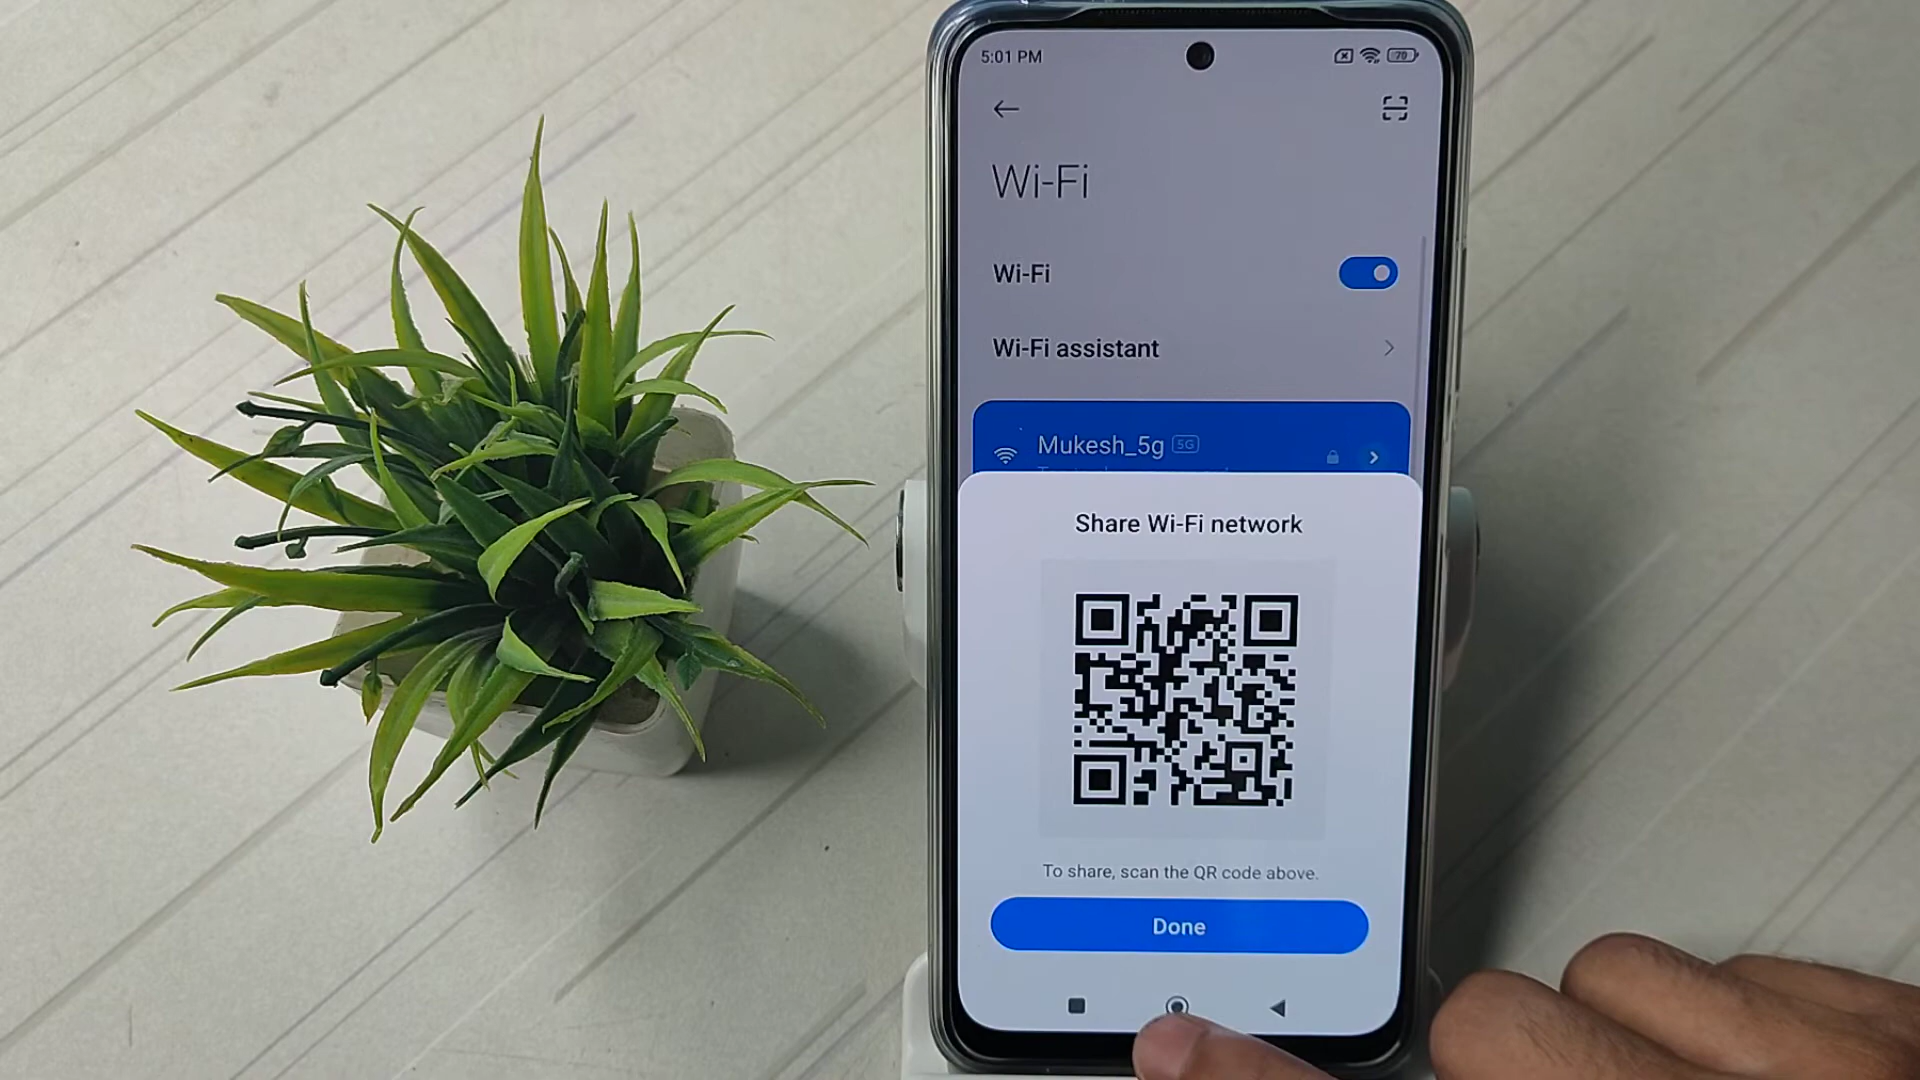 5:01 PM
70
Wi-Fi
Wi-Fi
Wi-Fi assistant
Mukesh_5g 5G
Share Wi-Fi network
To share, scan the QR code above.
Done